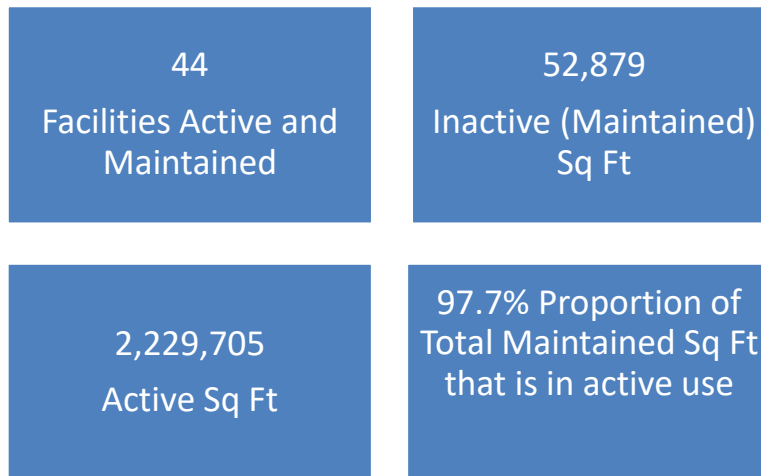 44
Facilities Active and
Maintained
52,879
Inactive (Maintained)
Sq Ft
2,229,705
Active Sq Ft
97.7% Proportion of
Total Maintained Sq Ft
that is in active use